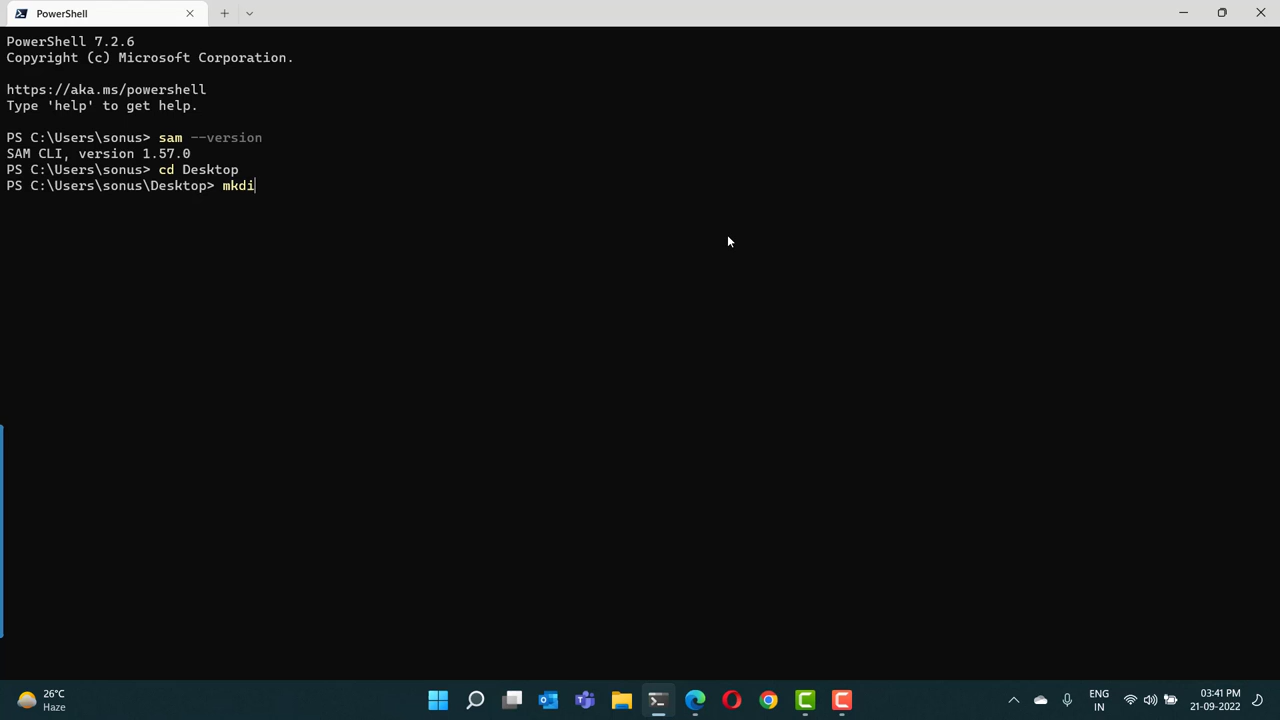 PowerShell
PowerShell 7.2.6
Copyright (c) Microsoft Corporation.
https://aka.ms/powershell
Type 'help' to get help.
PS C:\Users\sonus> sam --version
SAM CLI, version 1.57.0
PS C:\Users\sonus> cd Desktop
PS C:\Users\sonus\Desktop> mkdi
26°C
Haze
ENG
IN
03:41 PM
21-09-2022